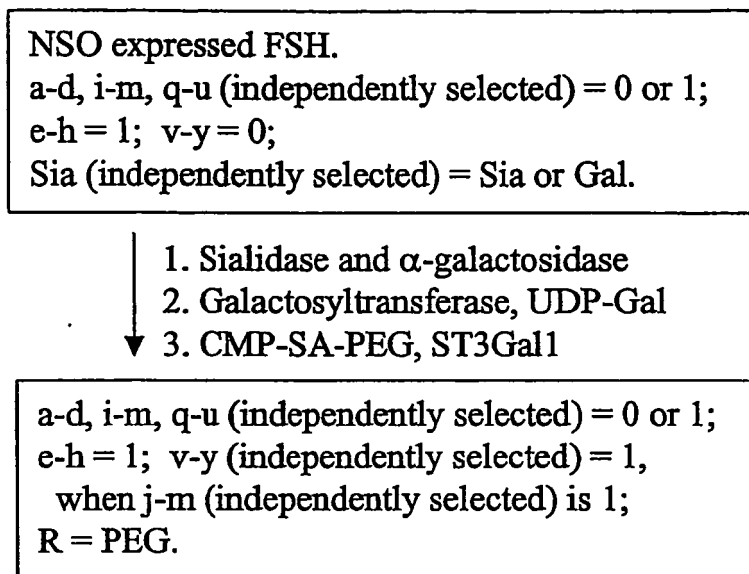 NSO expressed FSH.
a-d, i-m, q-u (independently selected) = 0 or 1;
e-h = 1; v-y = 0;
Sia (independently selected) = Sia or Gal.
1. Sialidase and α-galactosidase
2. Galactosyltransferase, UDP-Gal
3. CMP-SA-PEG, ST3Gal1
a-d, i-m, q-u (independently selected) = 0 or 1;
e-h = 1; v-y (independently selected) = 1,
when j-m (independently selected) is 1;
R = PEG.